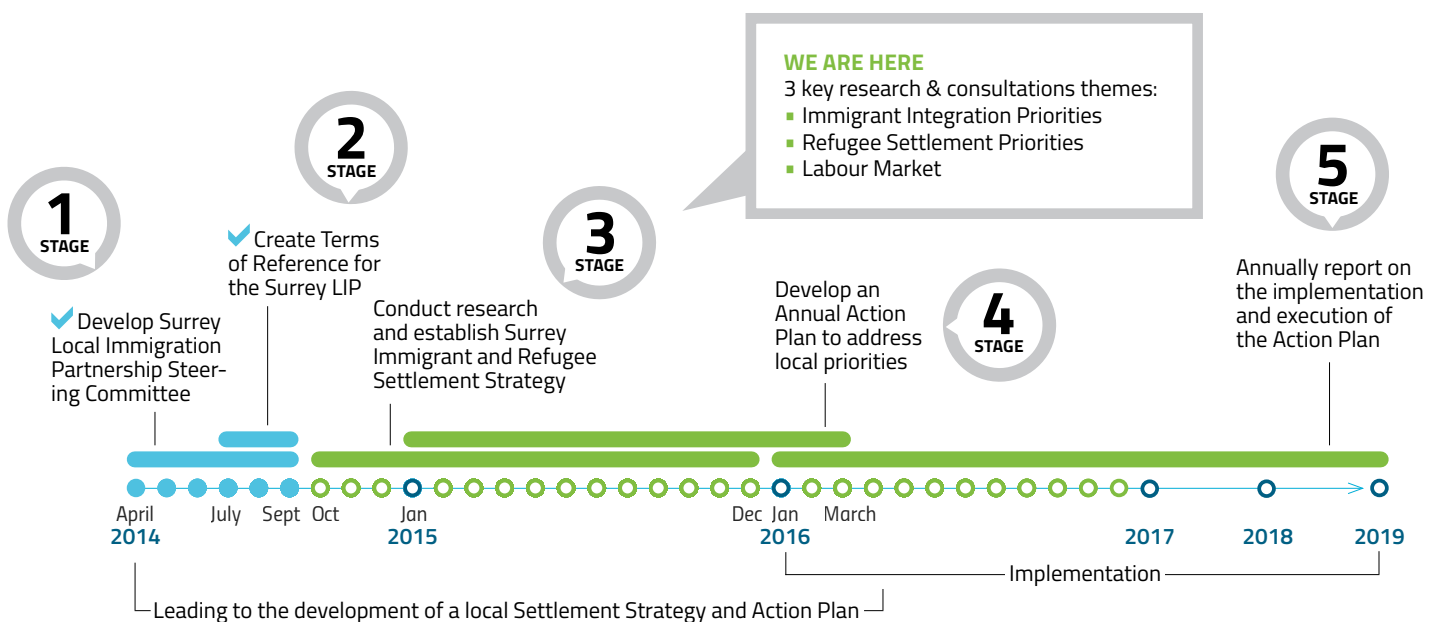 WE ARE HERE
3 key research & consultations themes:
Immigrant Integration Priorities
Refugee Settlement Priorities
Labour Market
1
STAGE
Develop Surrey
Local Immigration
Partnership Steer-
ing Committee
2
STAGE
Create Terms
of Reference for
the Surrey LIP
3
STAGE
Conduct research
and establish Surrey
Immigrant and Refugee
Settlement Strategy
4
STAGE
Develop an
Annual Action
Plan to address
local priorities
5
STAGE
Annually report on
the implementation
and execution of
the Action Plan
April July Sept Oct Jan Dec Jan March
2014 2015 2016 2017 2018 2019
Implementation
Leading to the development of a local Settlement Strategy and Action Plan